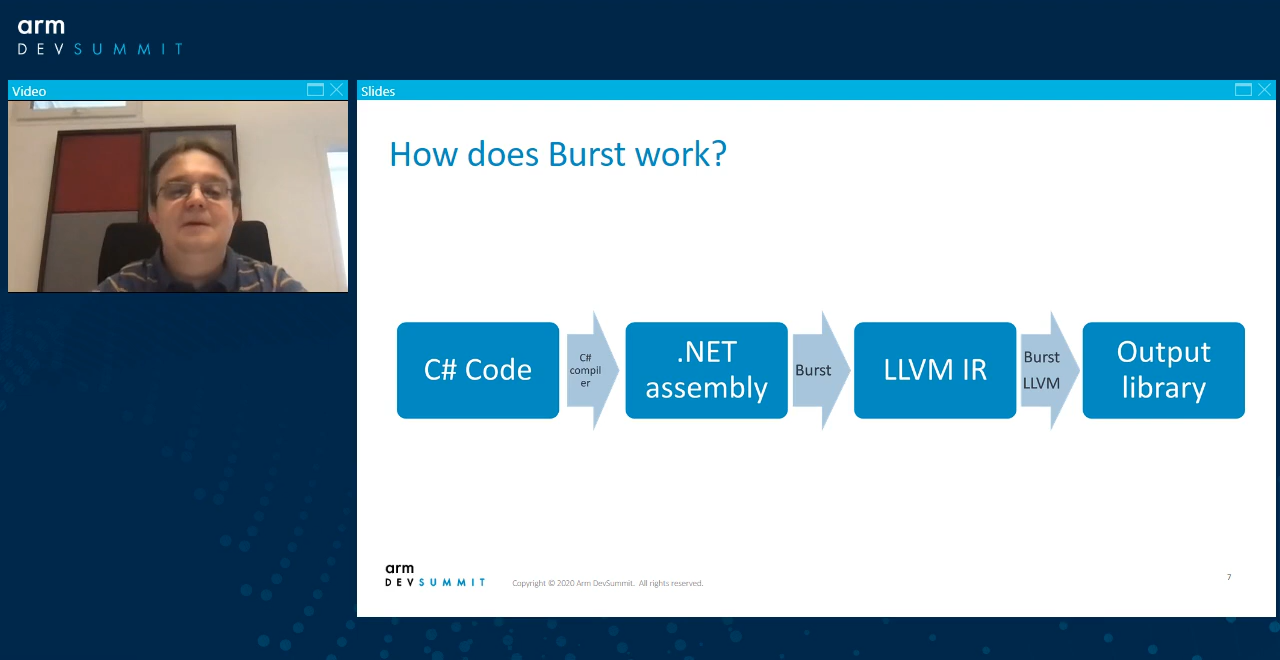 arm
DEVSUMMIT
Video
Slides
How does Burst work?
C# Code
C#
compil
er
.NET
assembly
Burst
LLVM IR
Burst
LLVM
Output
library
arm
DEVSUMMIT
Copyright © 2020 Arm DevSummit. All rights reserved.
7